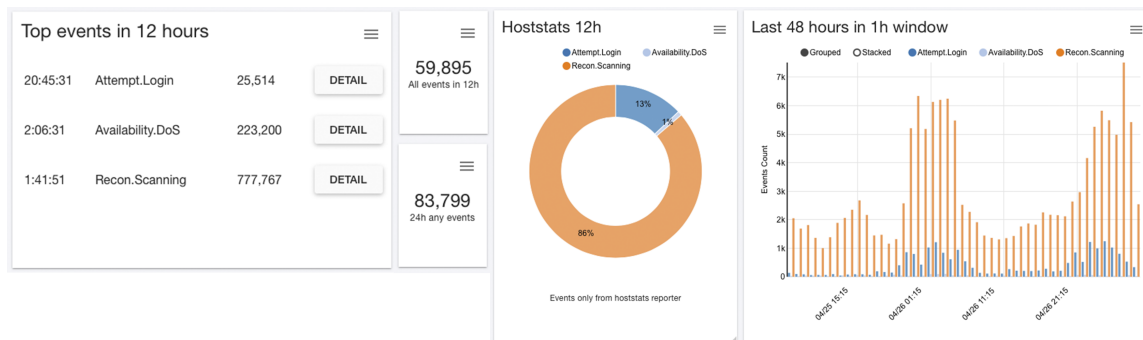 Top events in 12 hours
20:45:31 Attempt.Login 25,514 DETAIL
2:06:31 Availability.DoS 223,200 DETAIL
1:41:51 Recon.Scanning 777,767 DETAIL
59,895
All events in 12h
83,799
24h any events
Hoststats 12h
Attempt.Login Availability.DoS
Recon.Scanning
13%
1%
86%
Events only from hoststats reporter
Last 48 hours in 1h window
Grouped Stacked Attempt.Login Availability.DoS Recon.Scanning
Events Count
7k
6k
5k
4k
3k
2k
1k
0
04/25 15:15
04/26 01:15
04/26 11:15
04/26 21:15